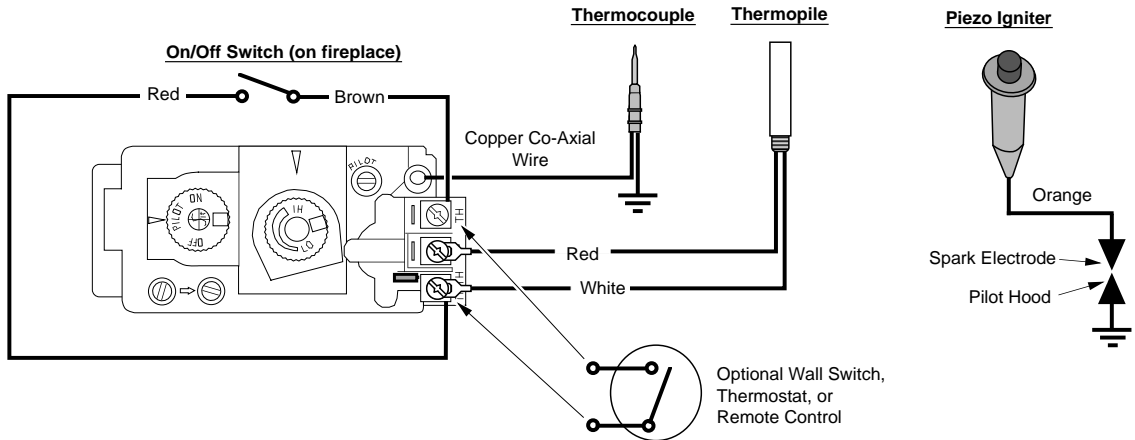 Thermocouple
Thermopile
Piezo Igniter
On/Off Switch (on fireplace)
Red
Brown
Copper Co-Axial
Wire
PILOT
Orange
ON
PILOT
OFF
HI
LO
TH
Red
Spark Electrode
White
Pilot Hood
Optional Wall Switch,
Thermostat, or
Remote Control